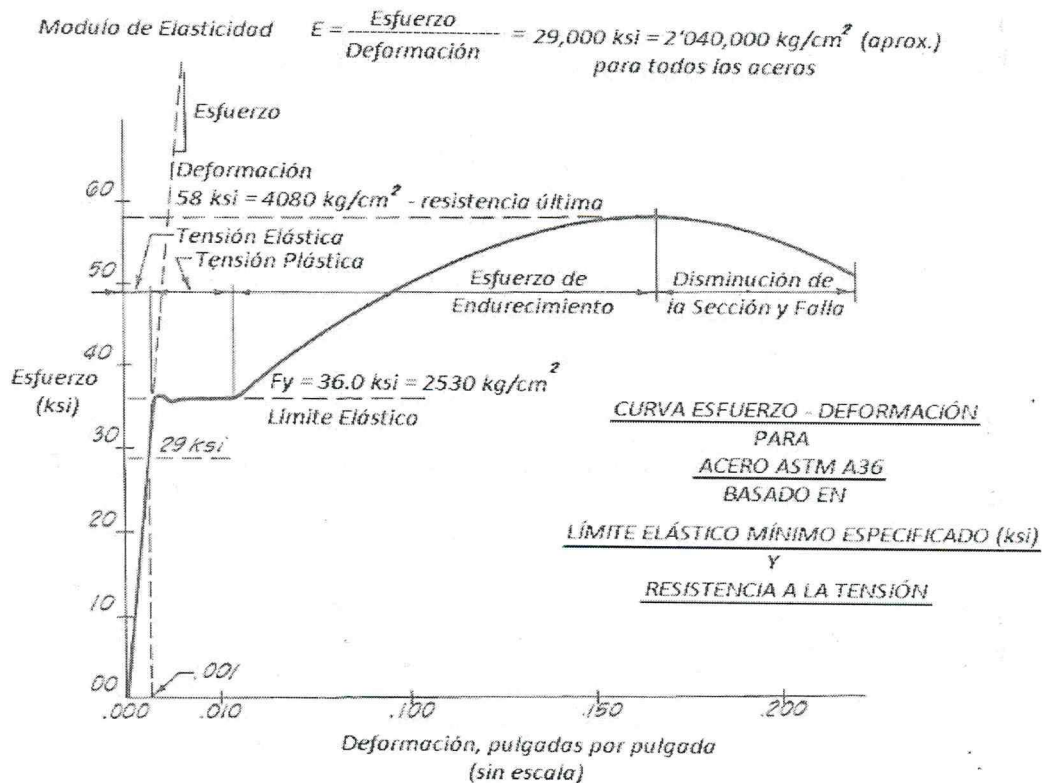 Modulo de Elasticidad E = Esfuerzo / Deformación = 29,000 ksi = 2'040,000 kg/cm² (aprox.)
para todos los aceros
Esfuerzo
Deformación
58 ksi = 4080 kg/cm² - resistencia última
60
Tensión Elástica
Tensión Plástica
50
Esfuerzo de
Endurecimiento
Disminución de
la Sección y Falla
40
Esfuerzo
(ksi)
Fy = 36.0 ksi = 2530 kg/cm²
Límite Elástico
30
29 ksi
20
10
00
.001
.000 .010 .100 .150 .200
Deformación, pulgadas por pulgada
(sin escala)
CURVA ESFUERZO - DEFORMACIÓN
PARA
ACERO ASTM A36
BASADO EN
LÍMITE ELÁSTICO MÍNIMO ESPECIFICADO (ksi)
Y
RESISTENCIA A LA TENSIÓN